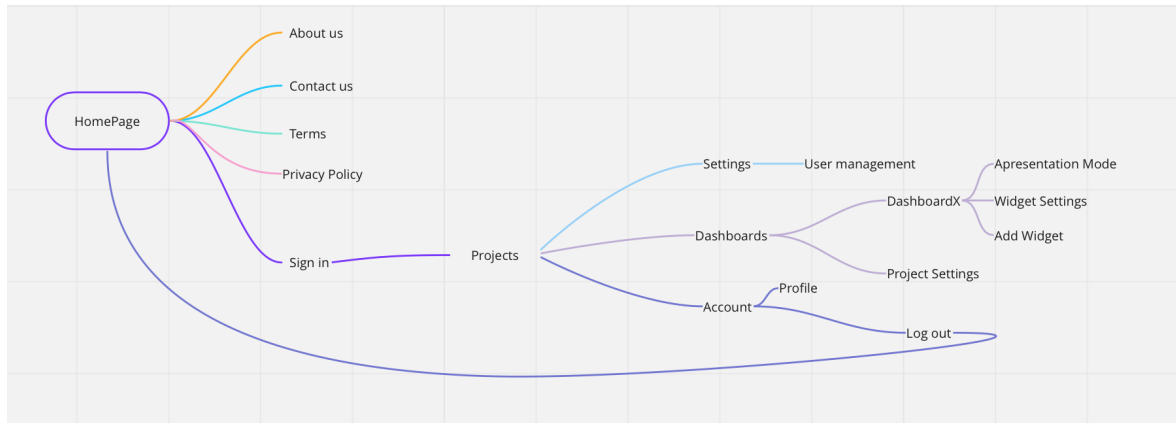 About us
Contact us
HomePage
Terms
Privacy Policy
Sign in
Projects
Settings
User management
Dashboards
DashboardX
Apresentation Mode
Widget Settings
Add Widget
Project Settings
Account
Profile
Log out